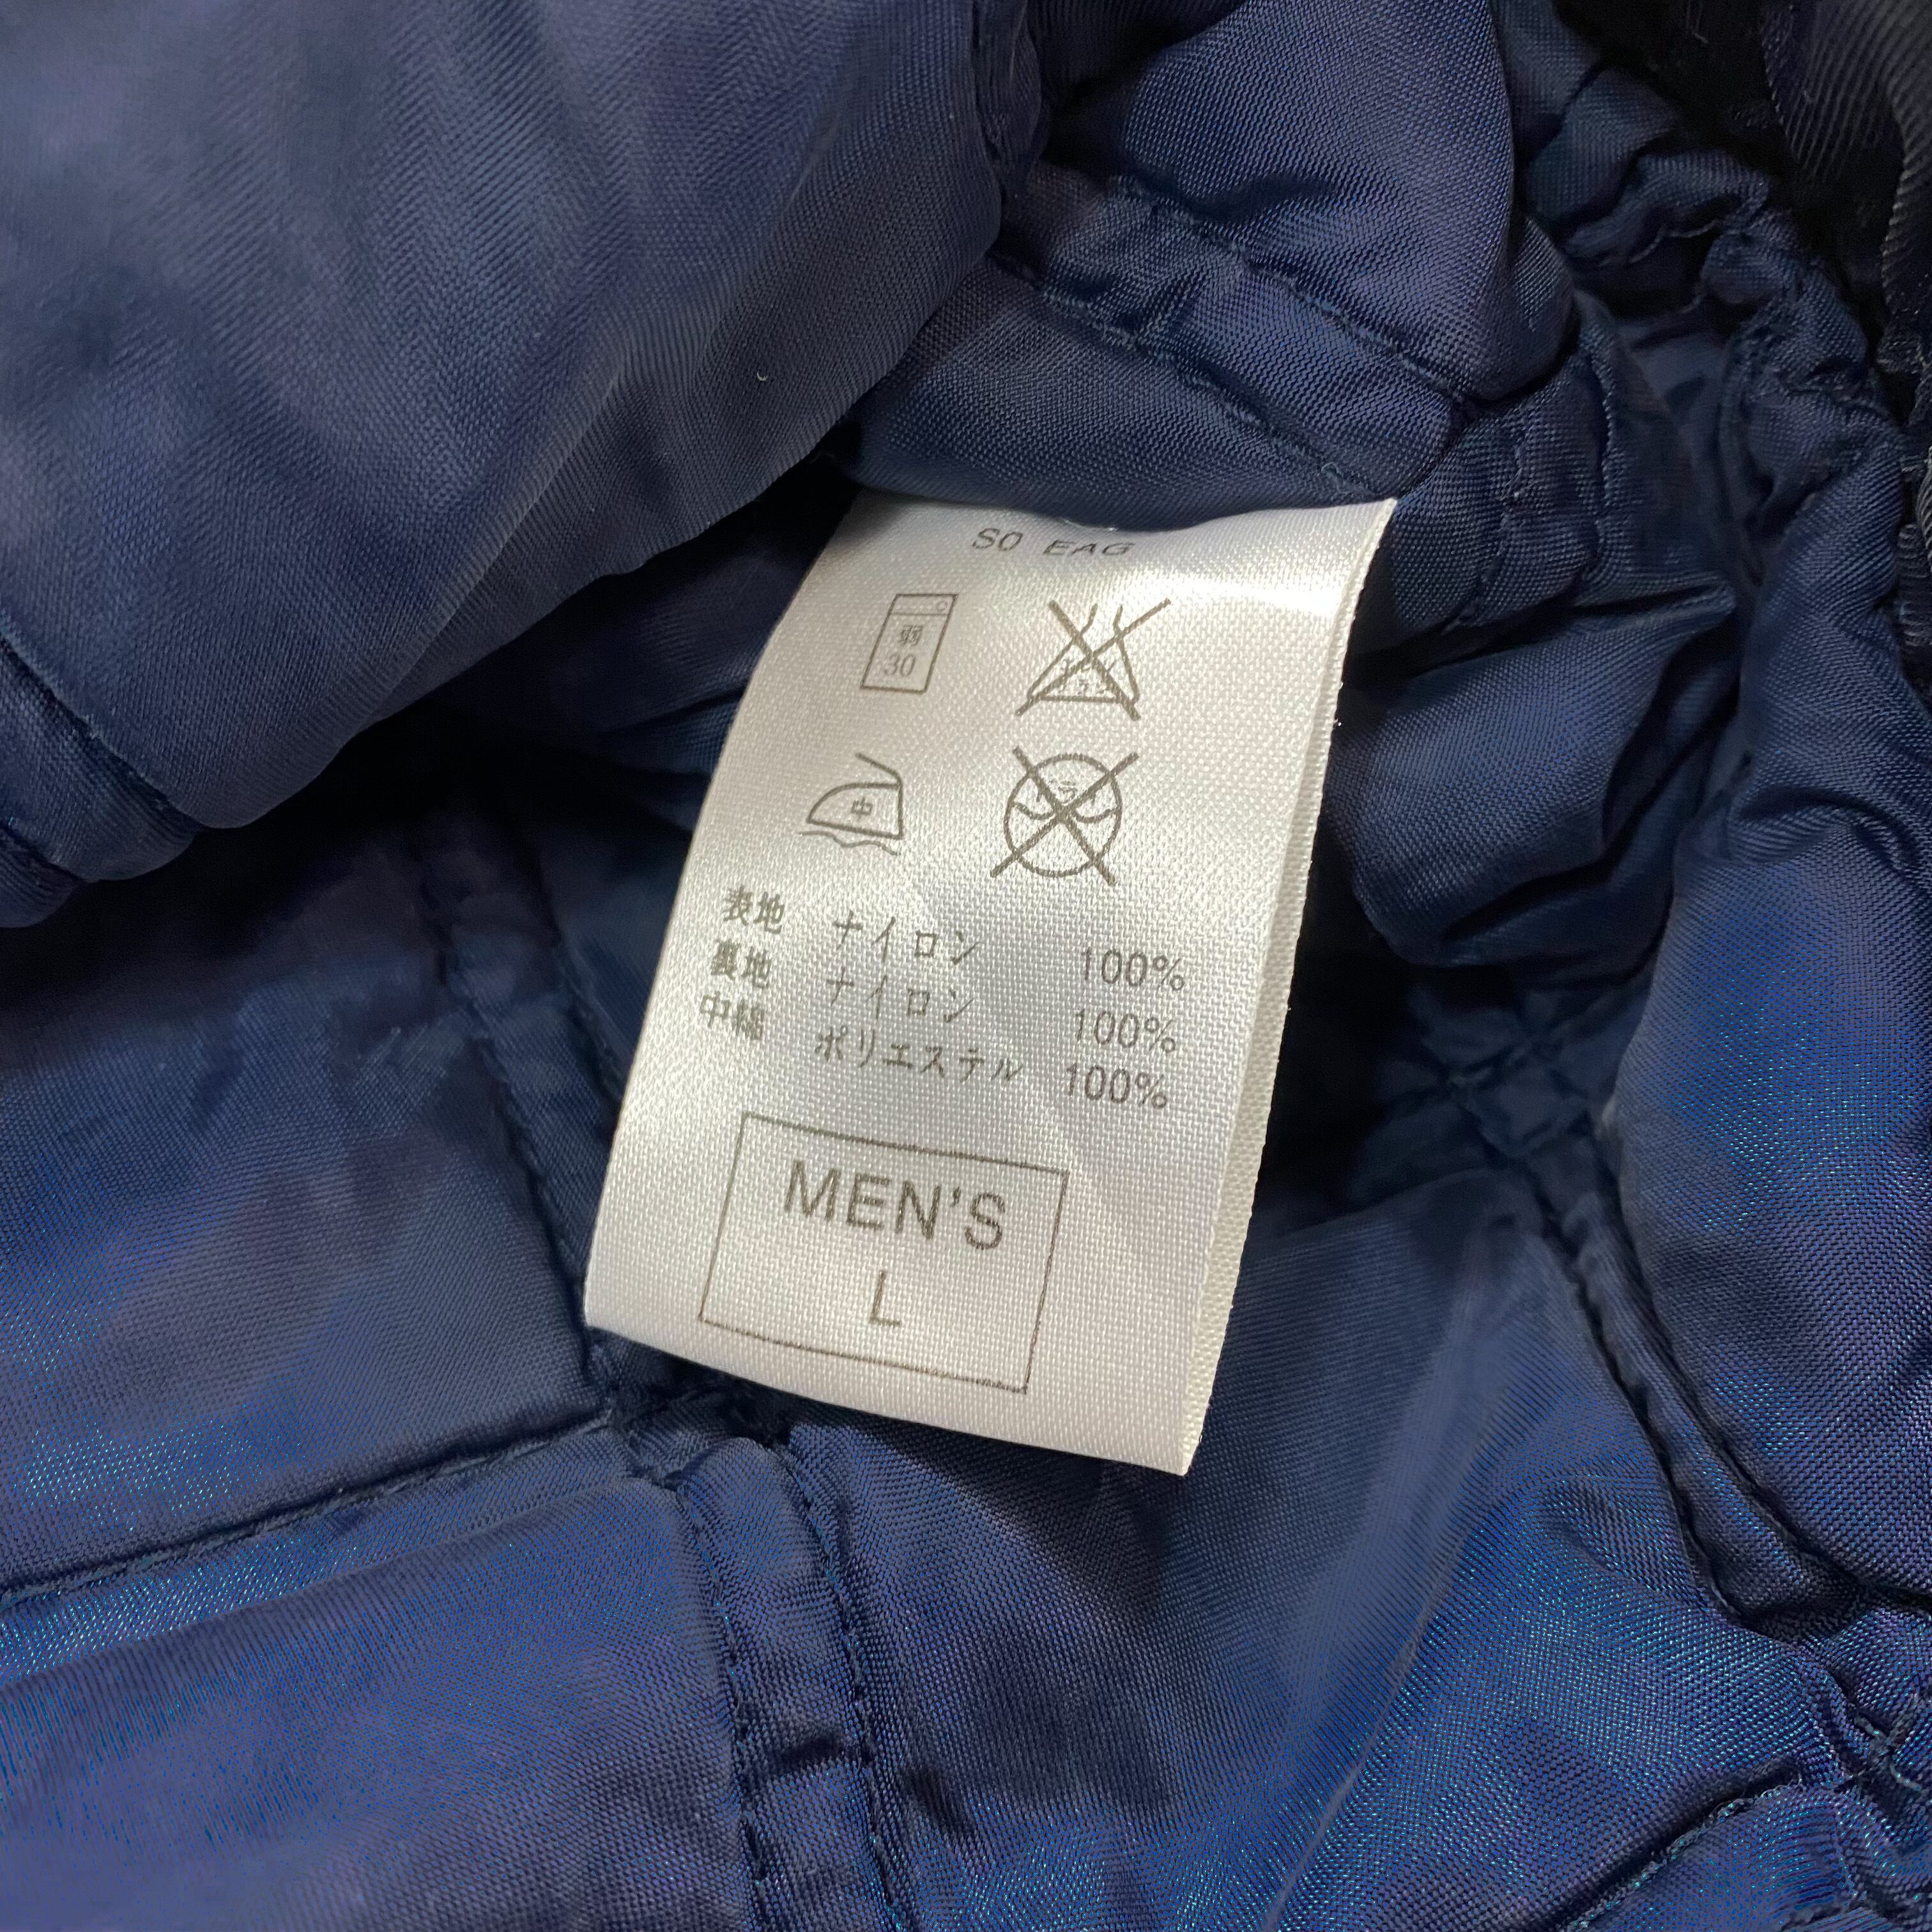 SO EAG
弱
30
中
表地 ナイロン 100%
裏地 ナイロン 100%
中綿 ポリエステル 100%
MEN'S
L